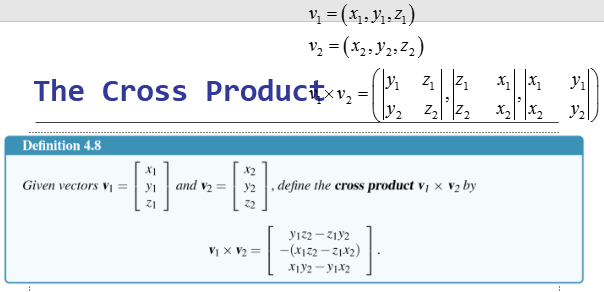 v₁ = (x₁, y₁, z₁)
v₂ = (x₂, y₂, z₂)
The Cross Product
v₁ × v₂ = (|y₁ z₁; y₂ z₂|, |z₁ x₁; z₂ x₂|, |x₁ y₁; x₂ y₂|)
Definition 4.8
Given vectors v₁ = [x₁; y₁; z₁] and v₂ = [x₂; y₂; z₂], define the cross product v₁ × v₂ by
v₁ × v₂ = [y₁z₂ − z₁y₂; −(x₁z₂ − z₁x₂); x₁y₂ − y₁x₂].